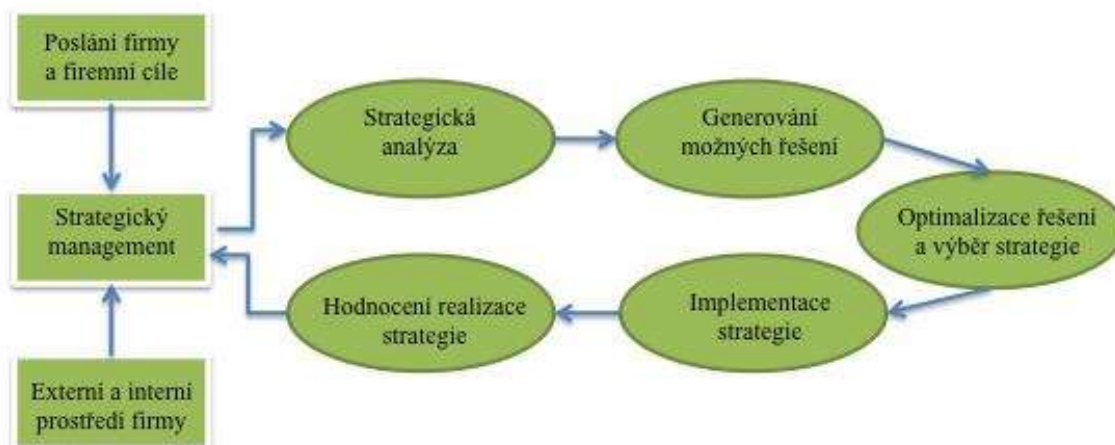 Poslání firmy
a firemní cíle
Strategická
analýza
Generování
možných řešení
Strategický
management
Optimalizace řešení
a výběr strategie
Hodnocení realizace
strategie
Implementace
strategie
Externí a interní
prostředí firmy